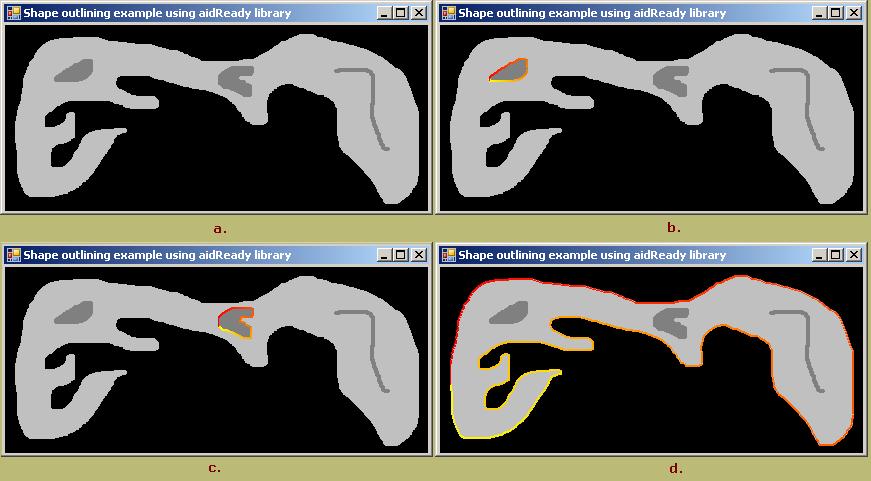 Shape outlining example using aidReady library
Shape outlining example using aidReady library
a.
b.
Shape outlining example using aidReady library
Shape outlining example using aidReady library
c.
d.